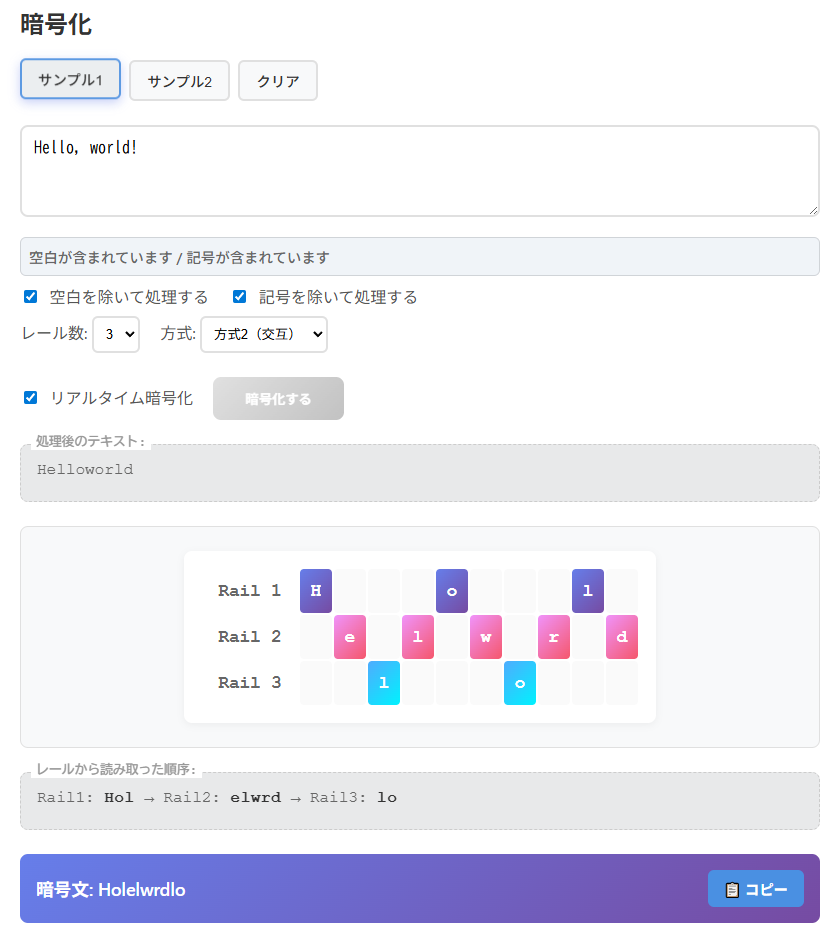 暗号化
サンプル1 サンプル2 クリア
Hello, world!
空白が含まれています / 記号が含まれています
空白を除いて処理する 記号を除いて処理する
レール数: 3 方式: 方式2（交互）
リアルタイム暗号化 暗号化する
処理後のテキスト:
Helloworld
Rail 1 H o l
Rail 2 e l w r d
Rail 3 l o
レールから読み取った順序:
Rail1: Hol → Rail2: elwrd → Rail3: lo
暗号文: Holelwrdlo 📋 コピー